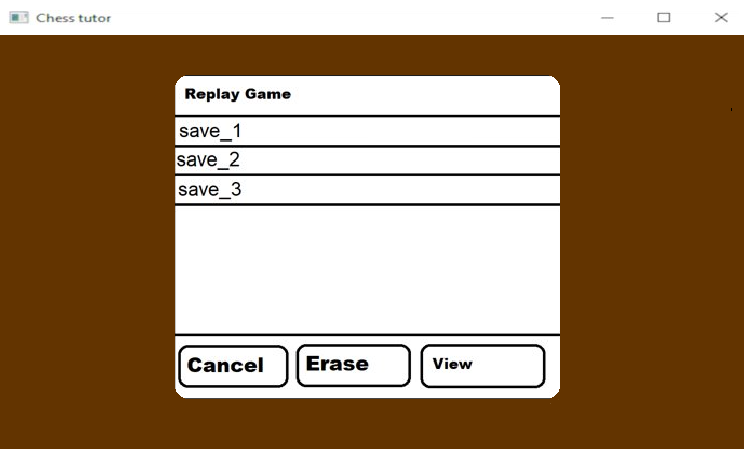 Chess tutor
Replay Game
save_1
save_2
save_3
Cancel Erase View